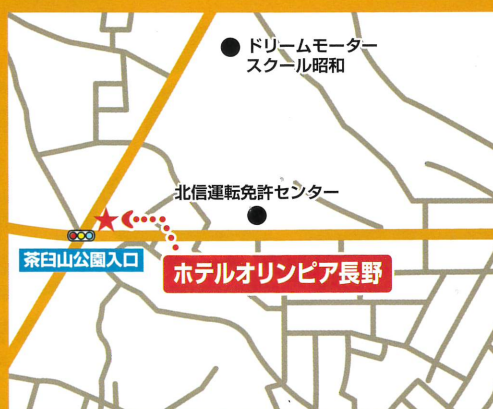 ドリームモーター
スクール昭和
北信運転免許センター
茶臼山公園入口
ホテルオリンピア長野